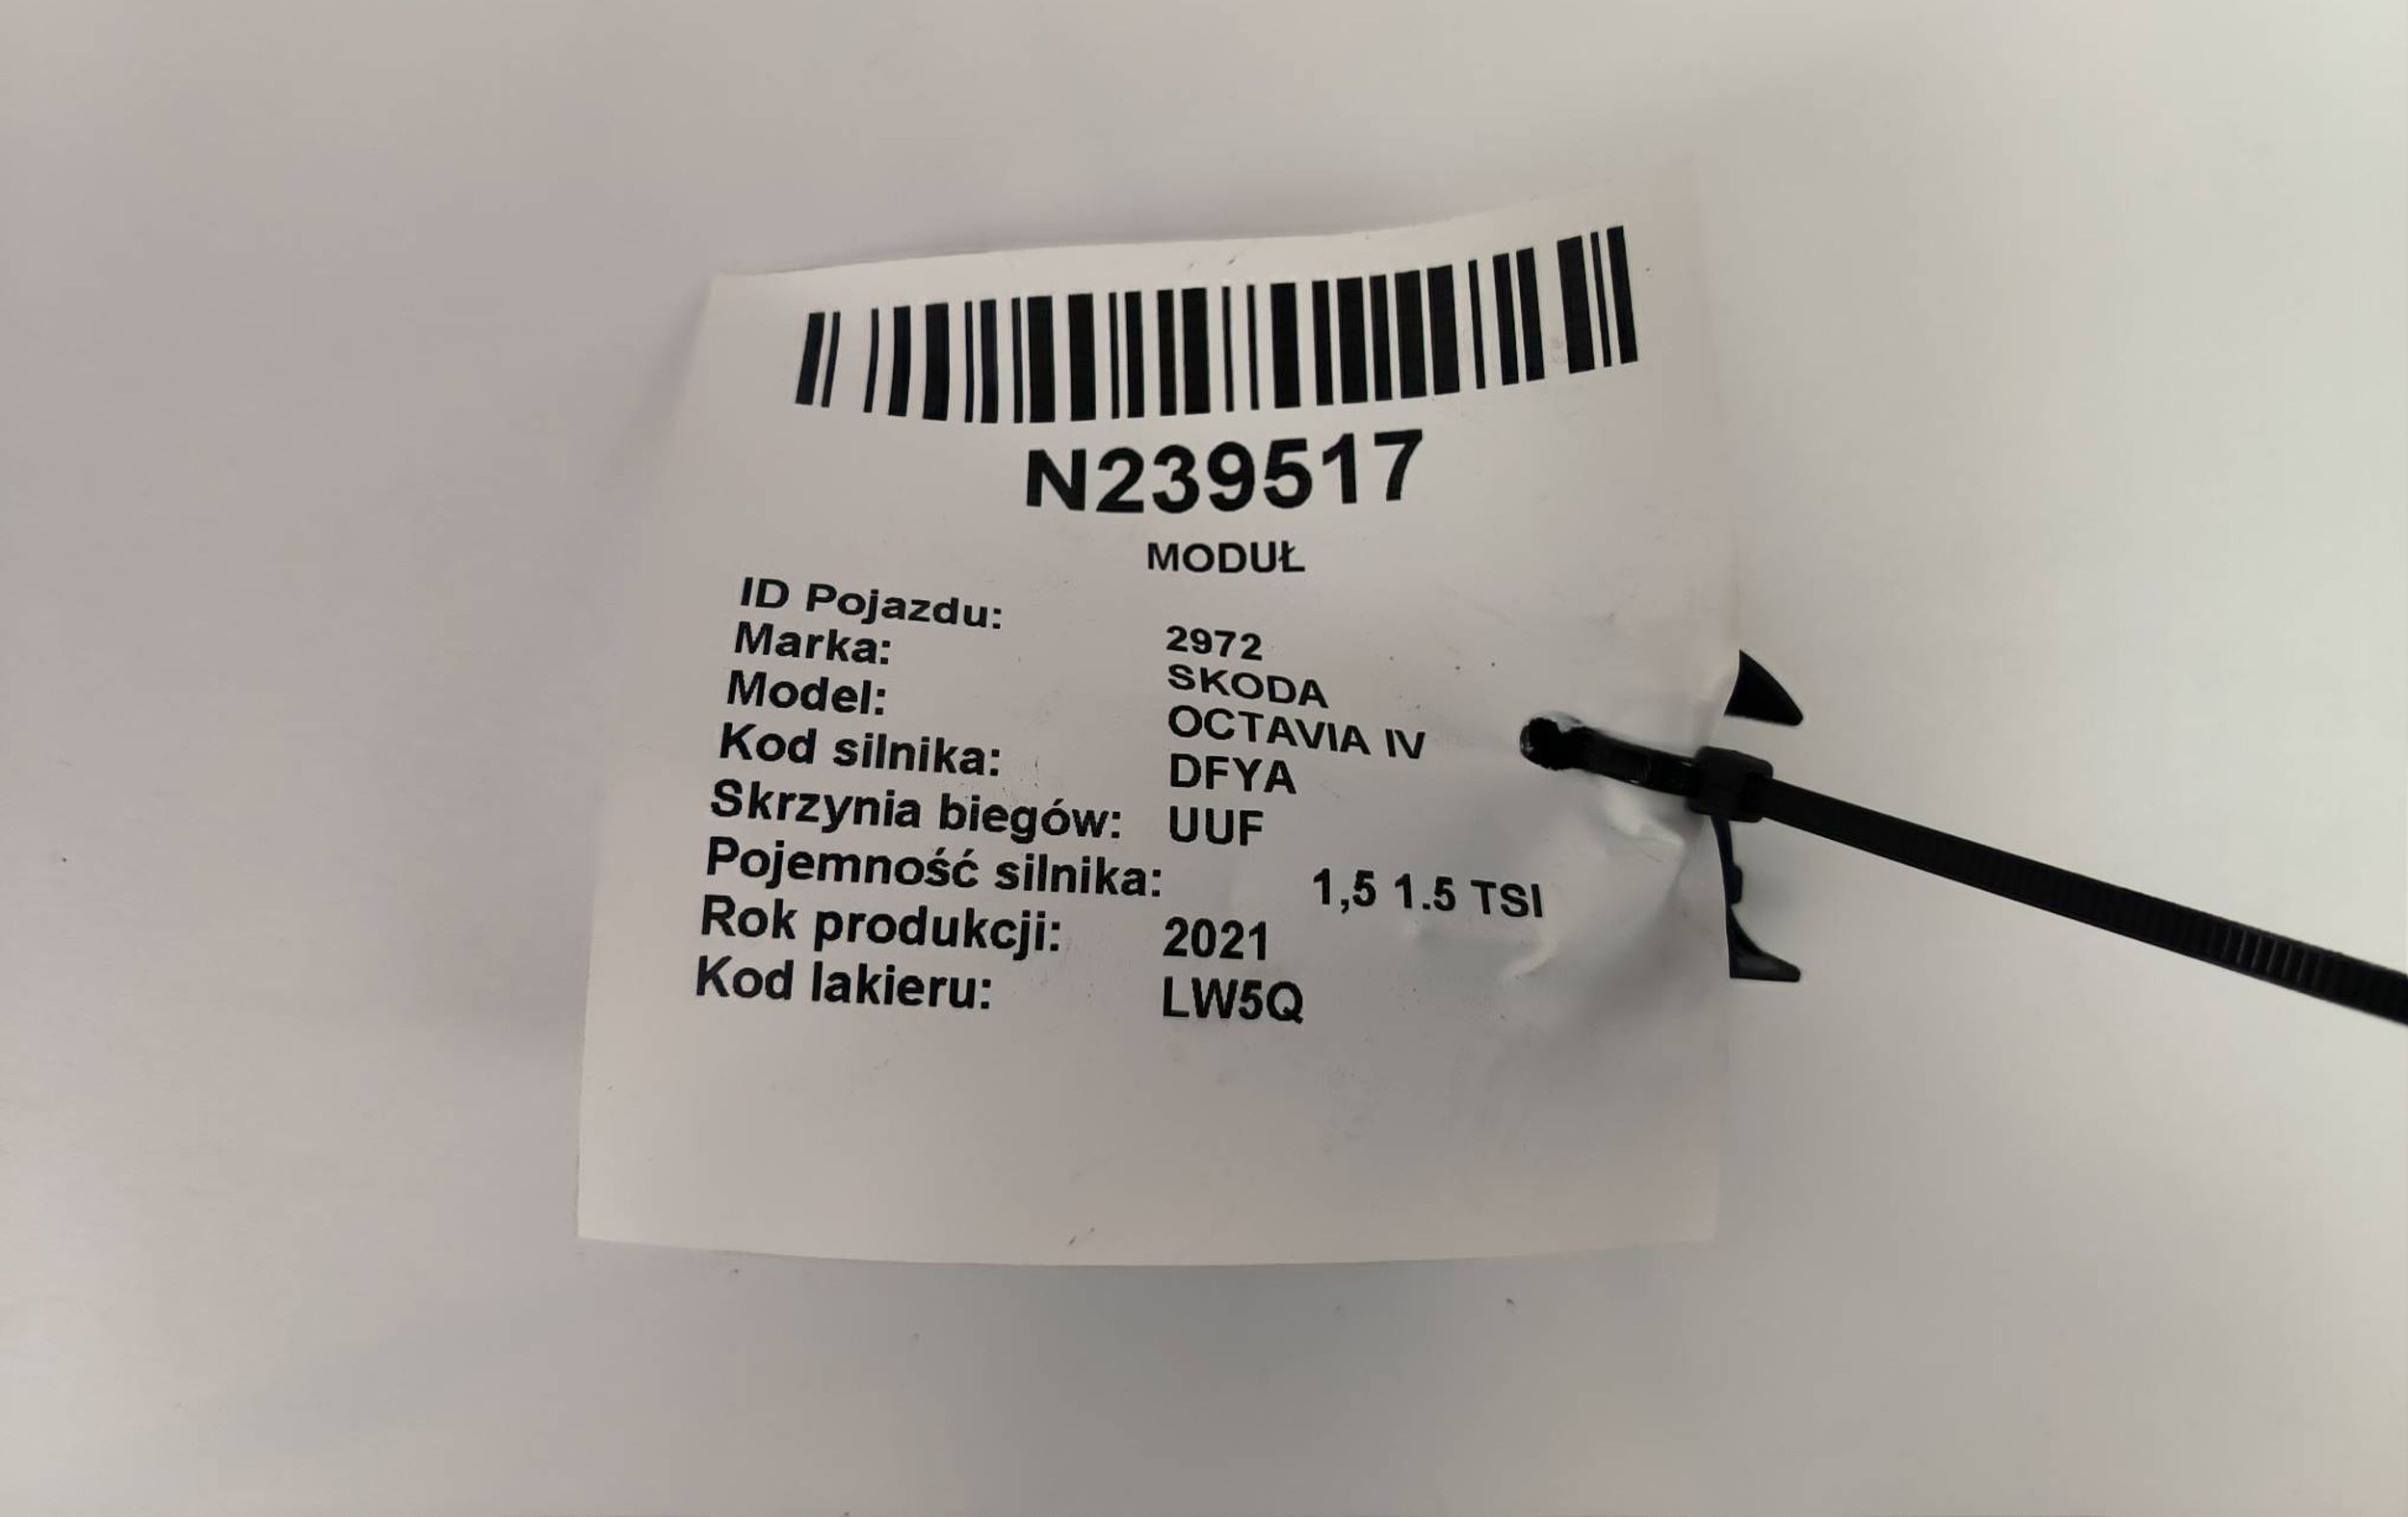 N239517
MODUŁ
ID Pojazdu: 2972
Marka: SKODA
Model: OCTAVIA IV
Kod silnika: DFYA
Skrzynia biegów: UUF
Pojemność silnika: 1,5 1.5 TSI
Rok produkcji: 2021
Kod lakieru: LW5Q